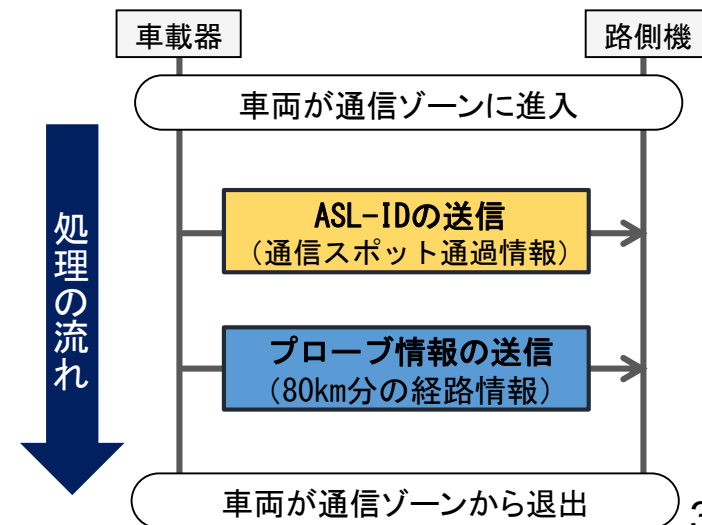 車載器
路側機
車両が通信ゾーンに進入
処理の流れ
ASL-IDの送信
(通信スポット通過情報)
プローブ情報の送信
(80km分の経路情報)
車両が通信ゾーンから退出